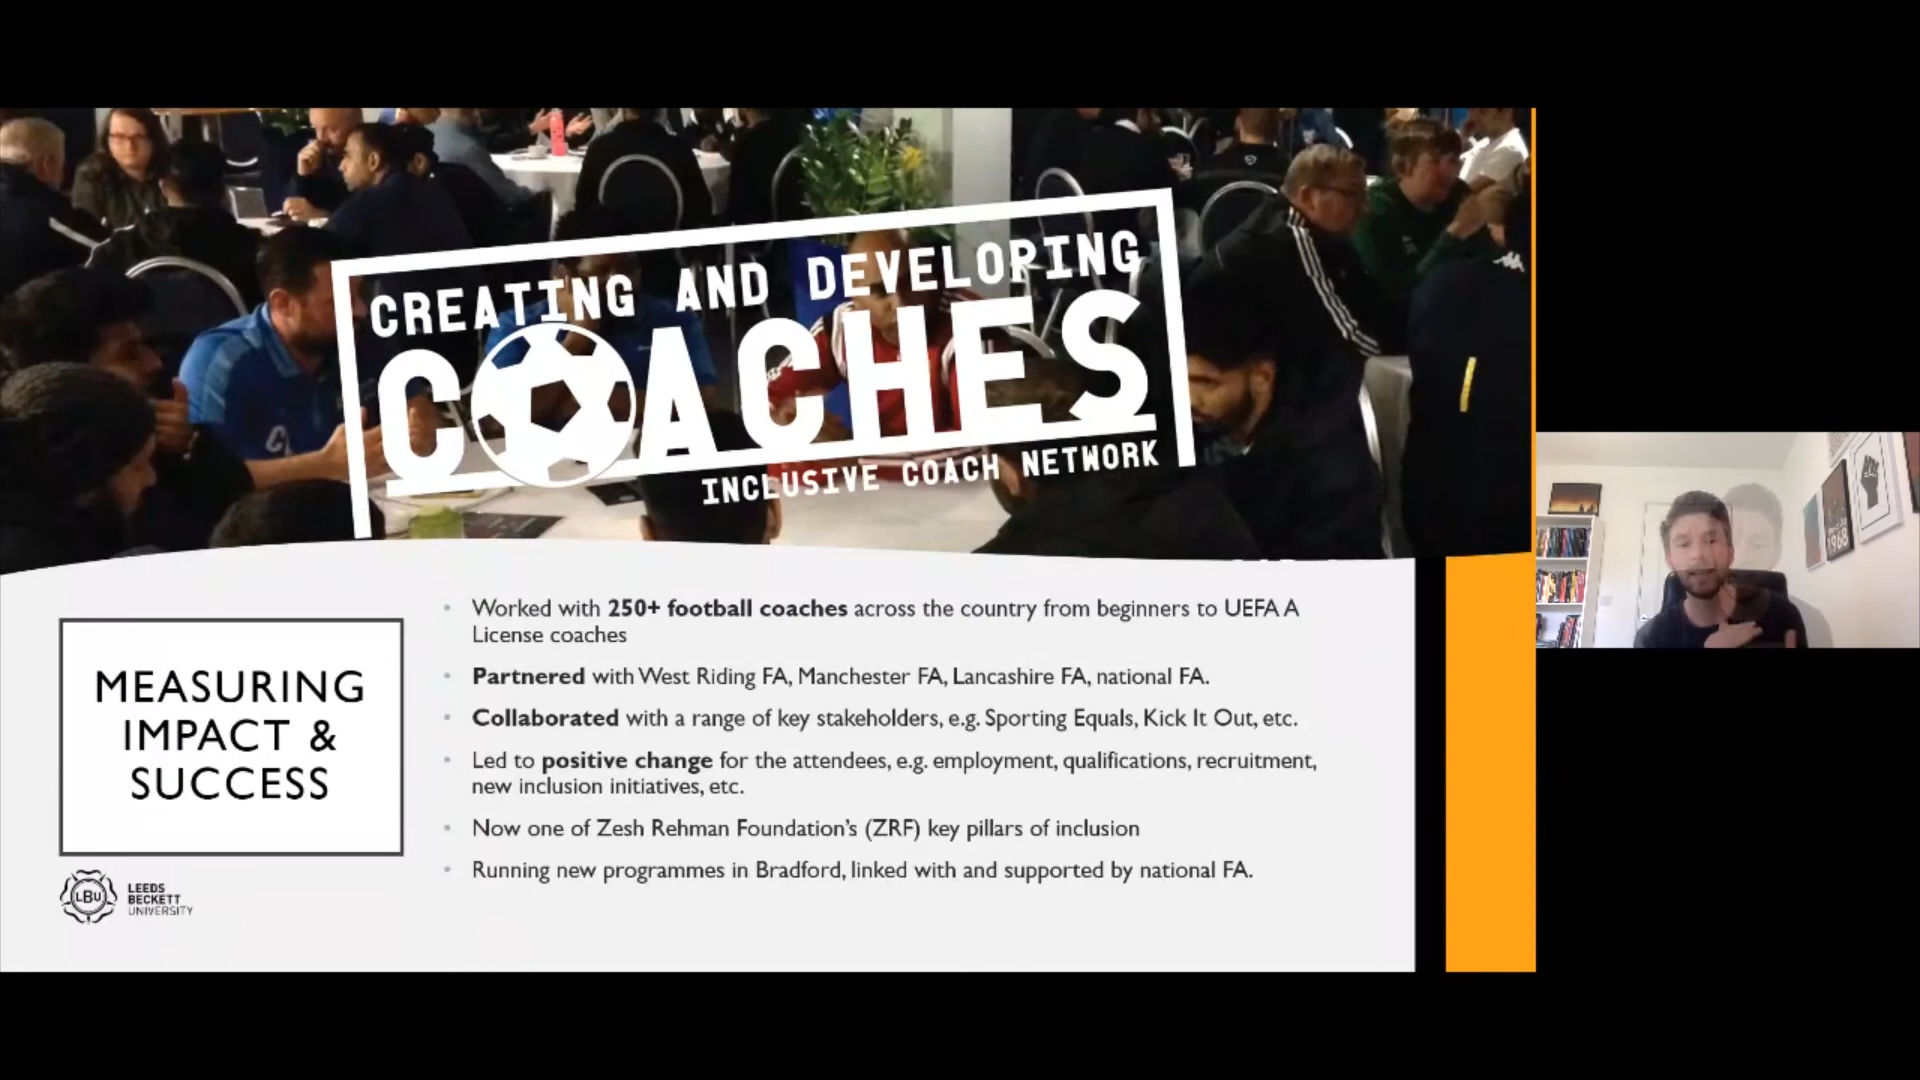 CREATING AND DEVELOPING
COACHES
INCLUSIVE COACH NETWORK
MEASURING
IMPACT &
SUCCESS
• Worked with 250+ football coaches across the country from beginners to UEFA A
License coaches
• Partnered with West Riding FA, Manchester FA, Lancashire FA, national FA.
• Collaborated with a range of key stakeholders, e.g. Sporting Equals, Kick It Out, etc.
• Led to positive change for the attendees, e.g. employment, qualifications, recruitment,
new inclusion initiatives, etc.
• Now one of Zesh Rehman Foundation's (ZRF) key pillars of inclusion
• Running new programmes in Bradford, linked with and supported by national FA.
LBU
LEEDS
BECKETT
UNIVERSITY
1968